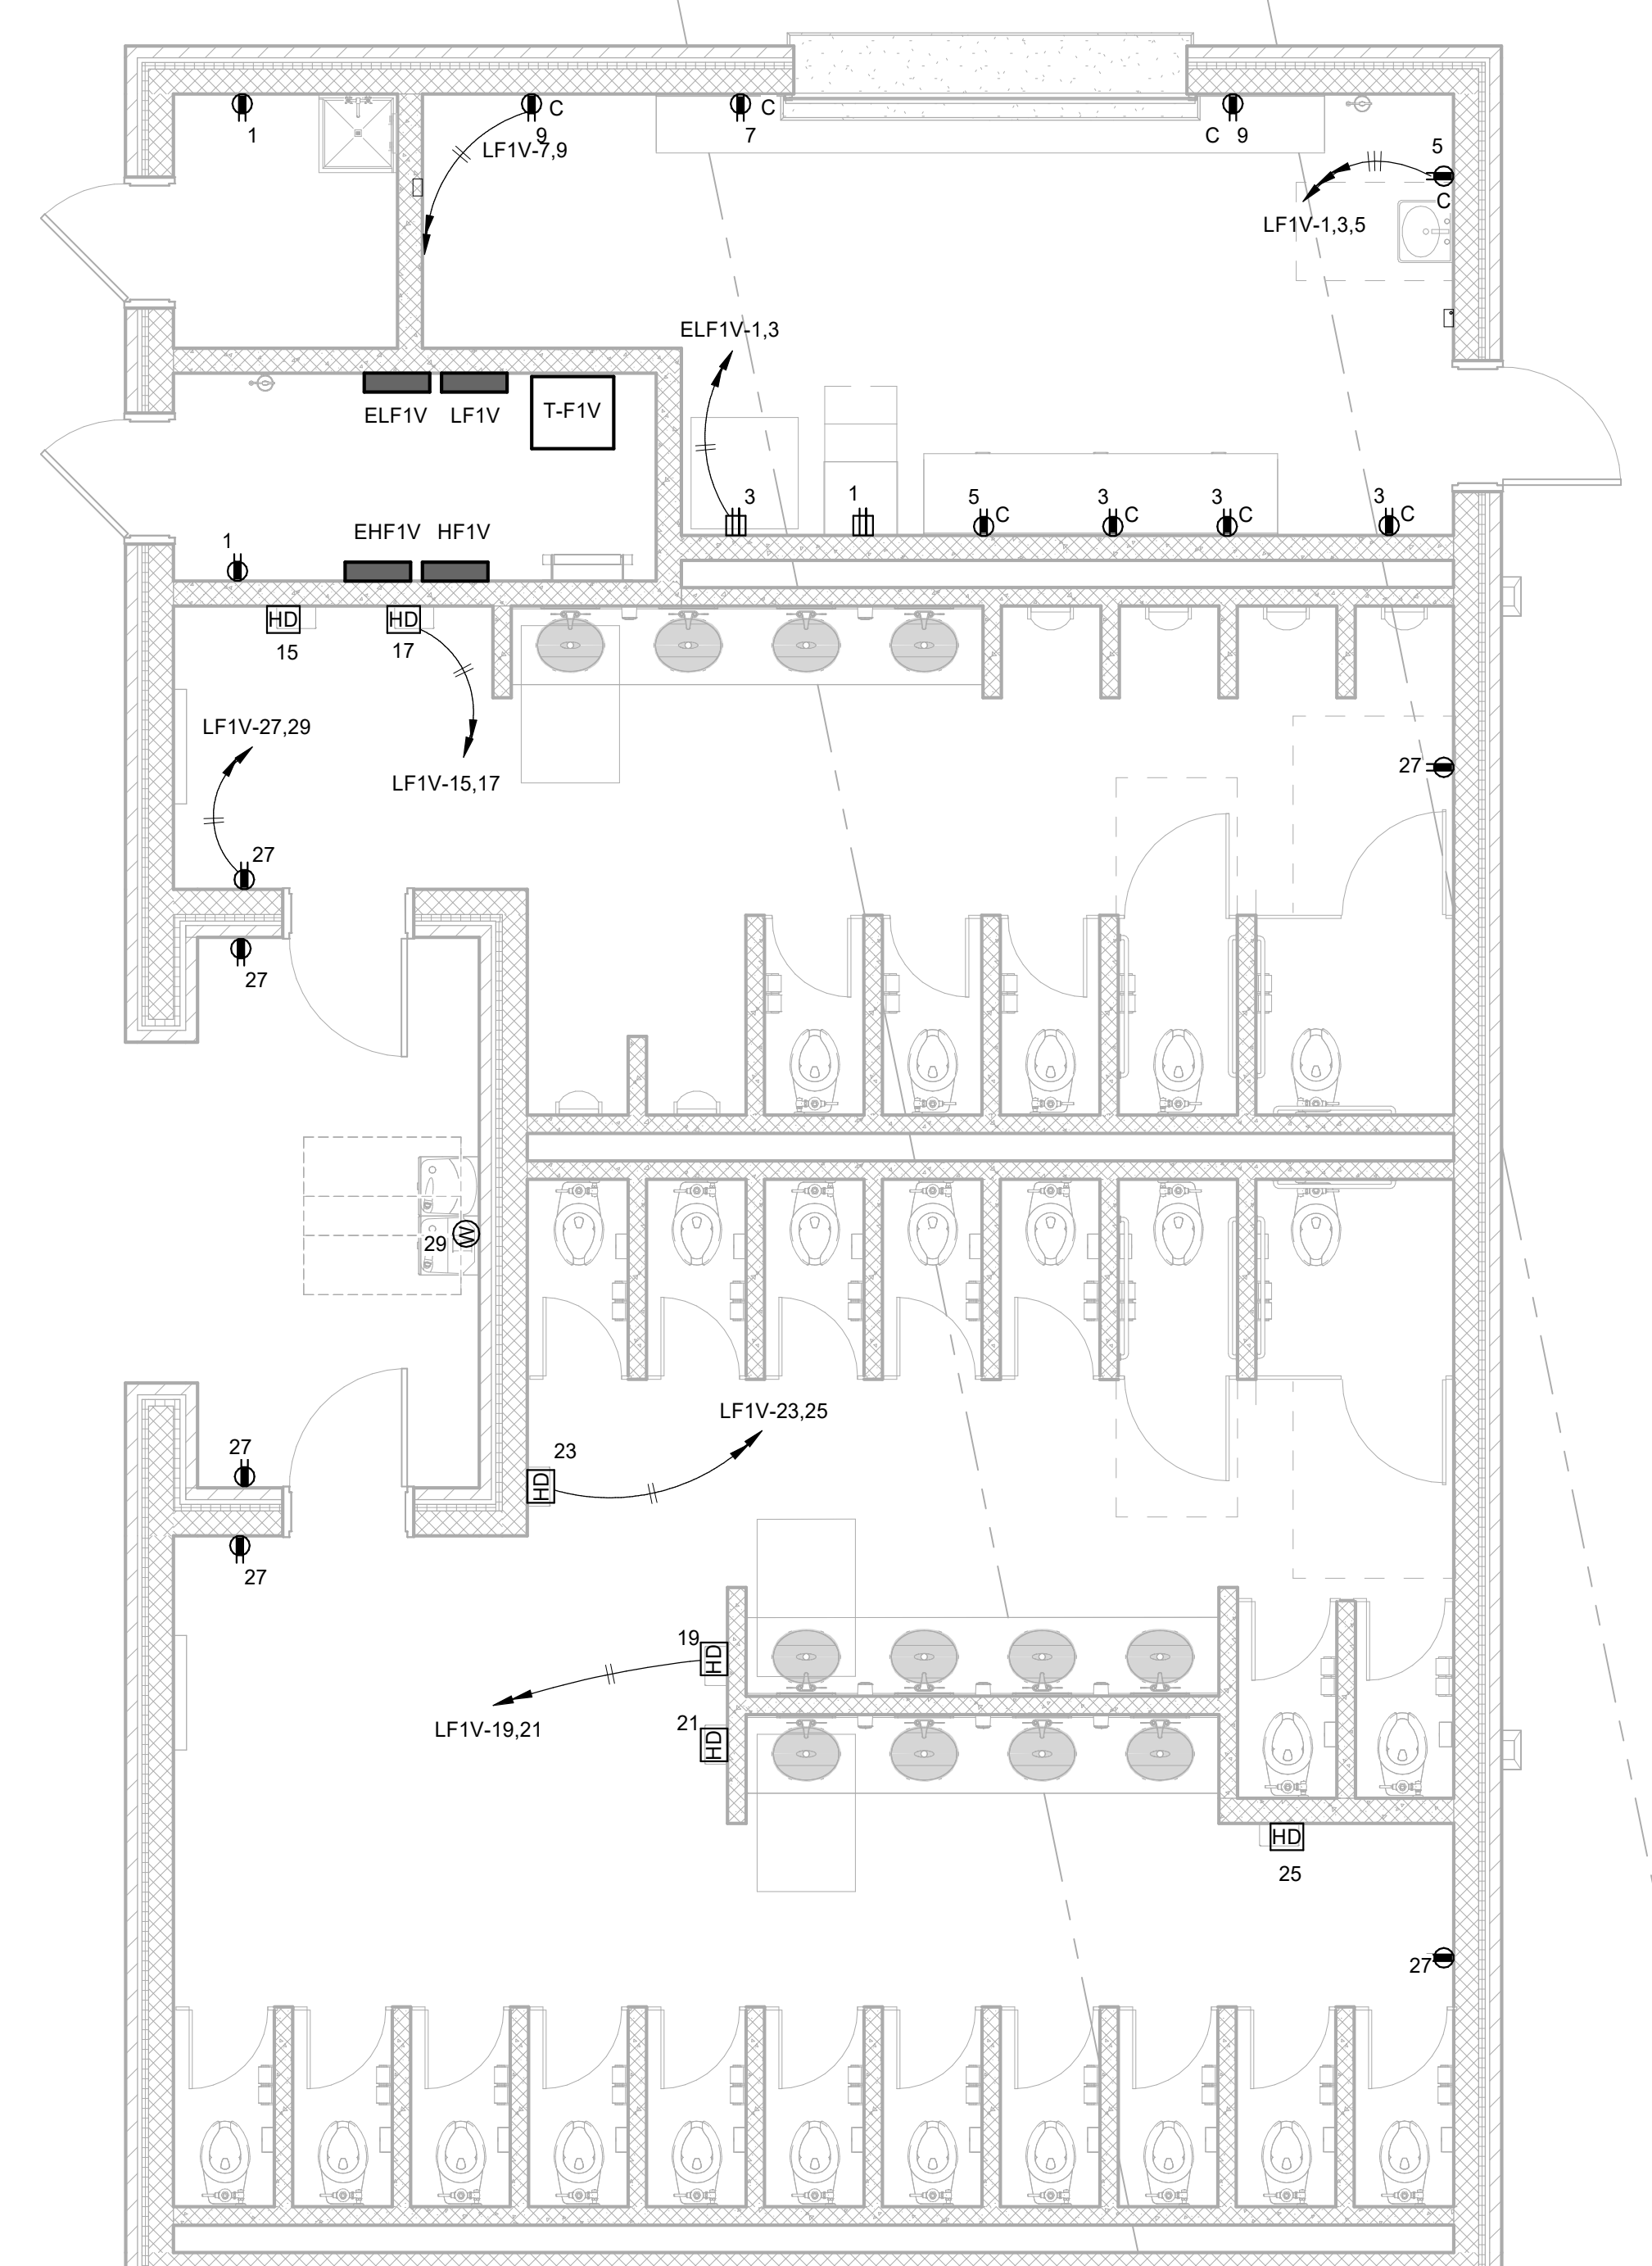 C
C
1
9
7
C 9
5
LF1V-7,9
C
LF1V-1,3,5
ELF1V-1,3
ELF1V
LF1V
T-F1V
3
1
5
C
3
C
3
C
3
C
EHF1V
HF1V
1
HD
HD
15
17
LF1V-27,29
LF1V-15,17
27
27
27
29
W
LF1V-23,25
27
23
HD
27
19
HD
LF1V-19,21
21
HD
HD
25
27